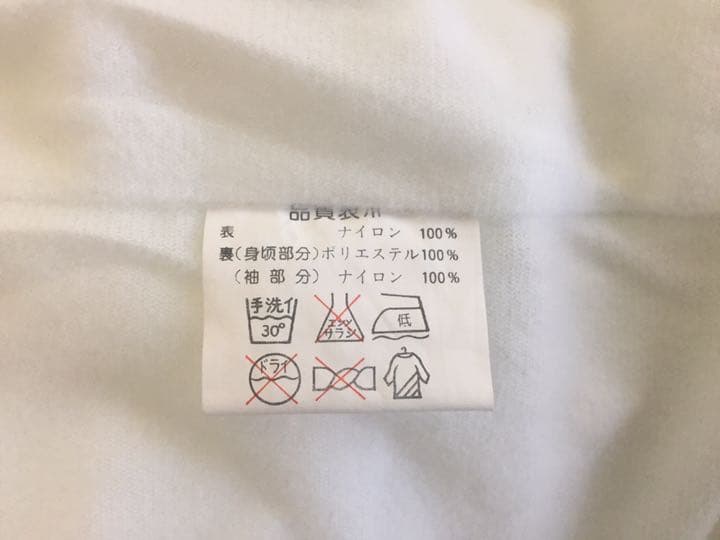 品質表示
表 ナイロン 100%
裏(身頃部分)ポリエステル100%
(袖部分) ナイロン 100%
手洗イ
30°
エンソ
サラシ
低
ドライ